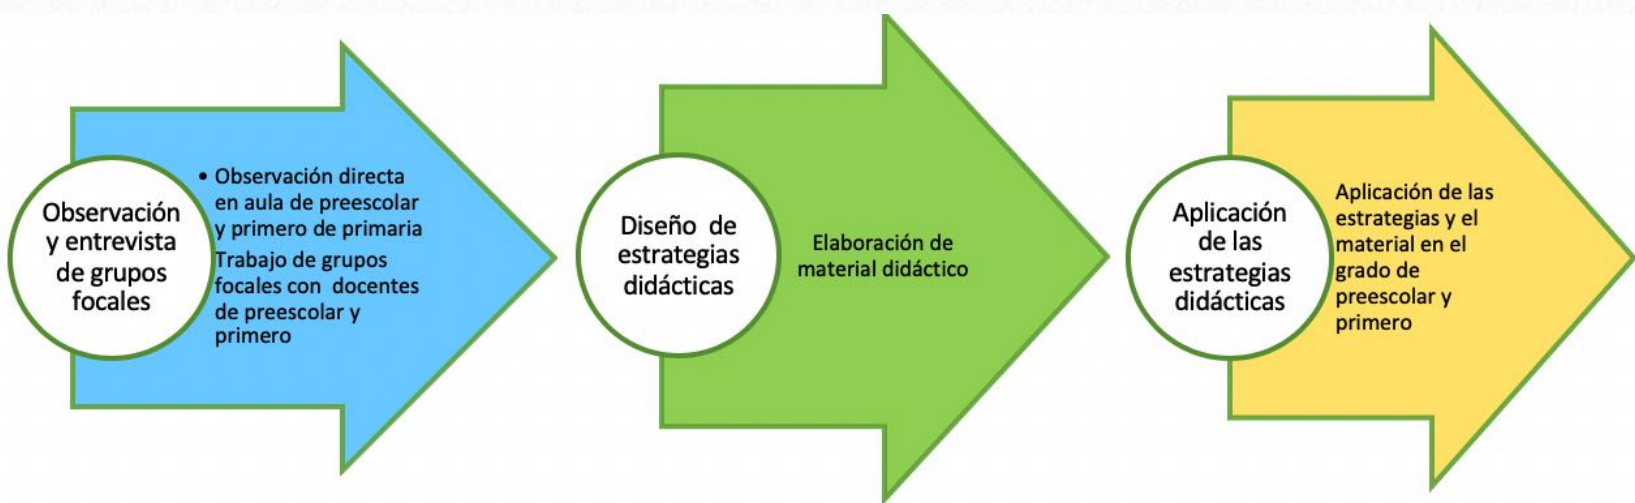 Observación
y entrevista
de grupos
focales
• Observación directa
en aula de preescolar
y primero de primaria
Trabajo de grupos
focales con docentes
de preescolar y
primero
Diseño de
estrategias
didácticas
Elaboración de
material didáctico
Aplicación
de las
estrategias
didácticas
Aplicación de las
estrategias y el
material en el
grado de
preescolar y
primero